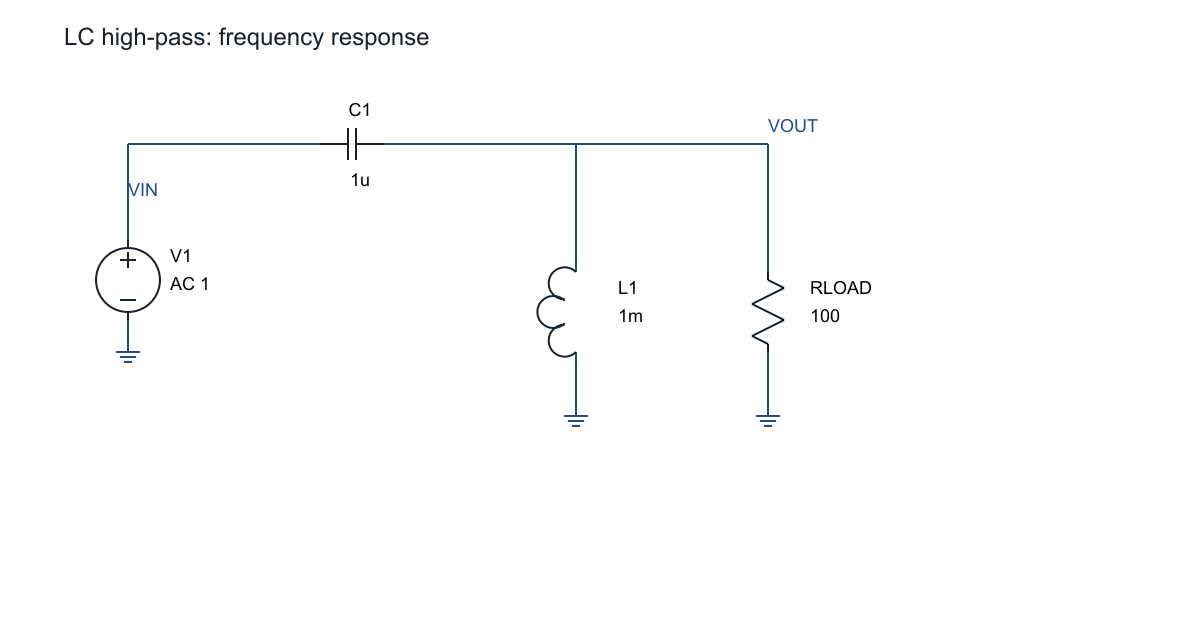 LC high-pass: frequency response
C1
VOUT
1u
VIN
V1
AC 1
L1
1m
RLOAD
100